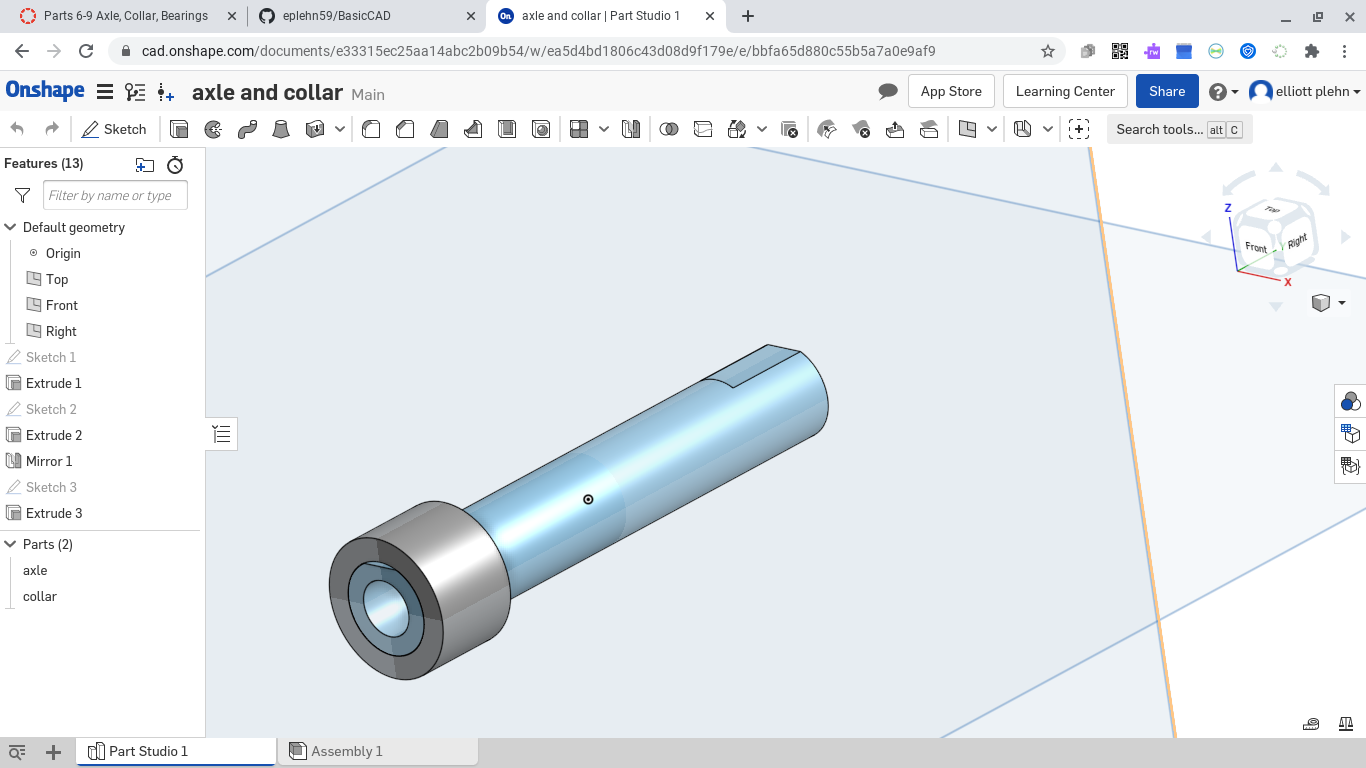 Parts 6-9 Axle, Collar, Bearings
eplehn59/BasicCAD
On axle and collar | Part Studio 1
cad.onshape.com/documents/e33315ec25aa14abc2b09b54/w/ea5d4bd1806c43d08d9f179e/e/bbfa65d880c55b5a7a0e9af9
rw
Onshape
axle and collar Main
App Store
Learning Center
Share
elliott plehn
Sketch
Search tools... alt C
Features (13)
Filter by name or type
Default geometry
Origin
Top
Front
Right
Sketch 1
Extrude 1
Sketch 2
Extrude 2
Mirror 1
Sketch 3
Extrude 3
Parts (2)
axle
collar
Z
Top
Front
Y
Right
X
Part Studio 1
Assembly 1